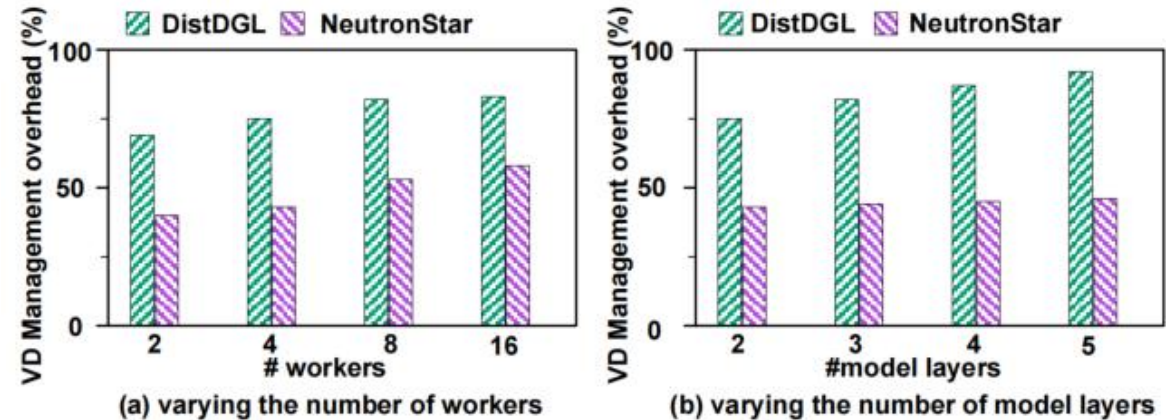 DistDGL NeutronStar
VD Management overhead (%)
100
50
0
2 4 8 16
# workers
(a) varying the number of workers
DistDGL NeutronStar
VD Management overhead (%)
100
50
0
2 3 4 5
#model layers
(b) varying the number of model layers